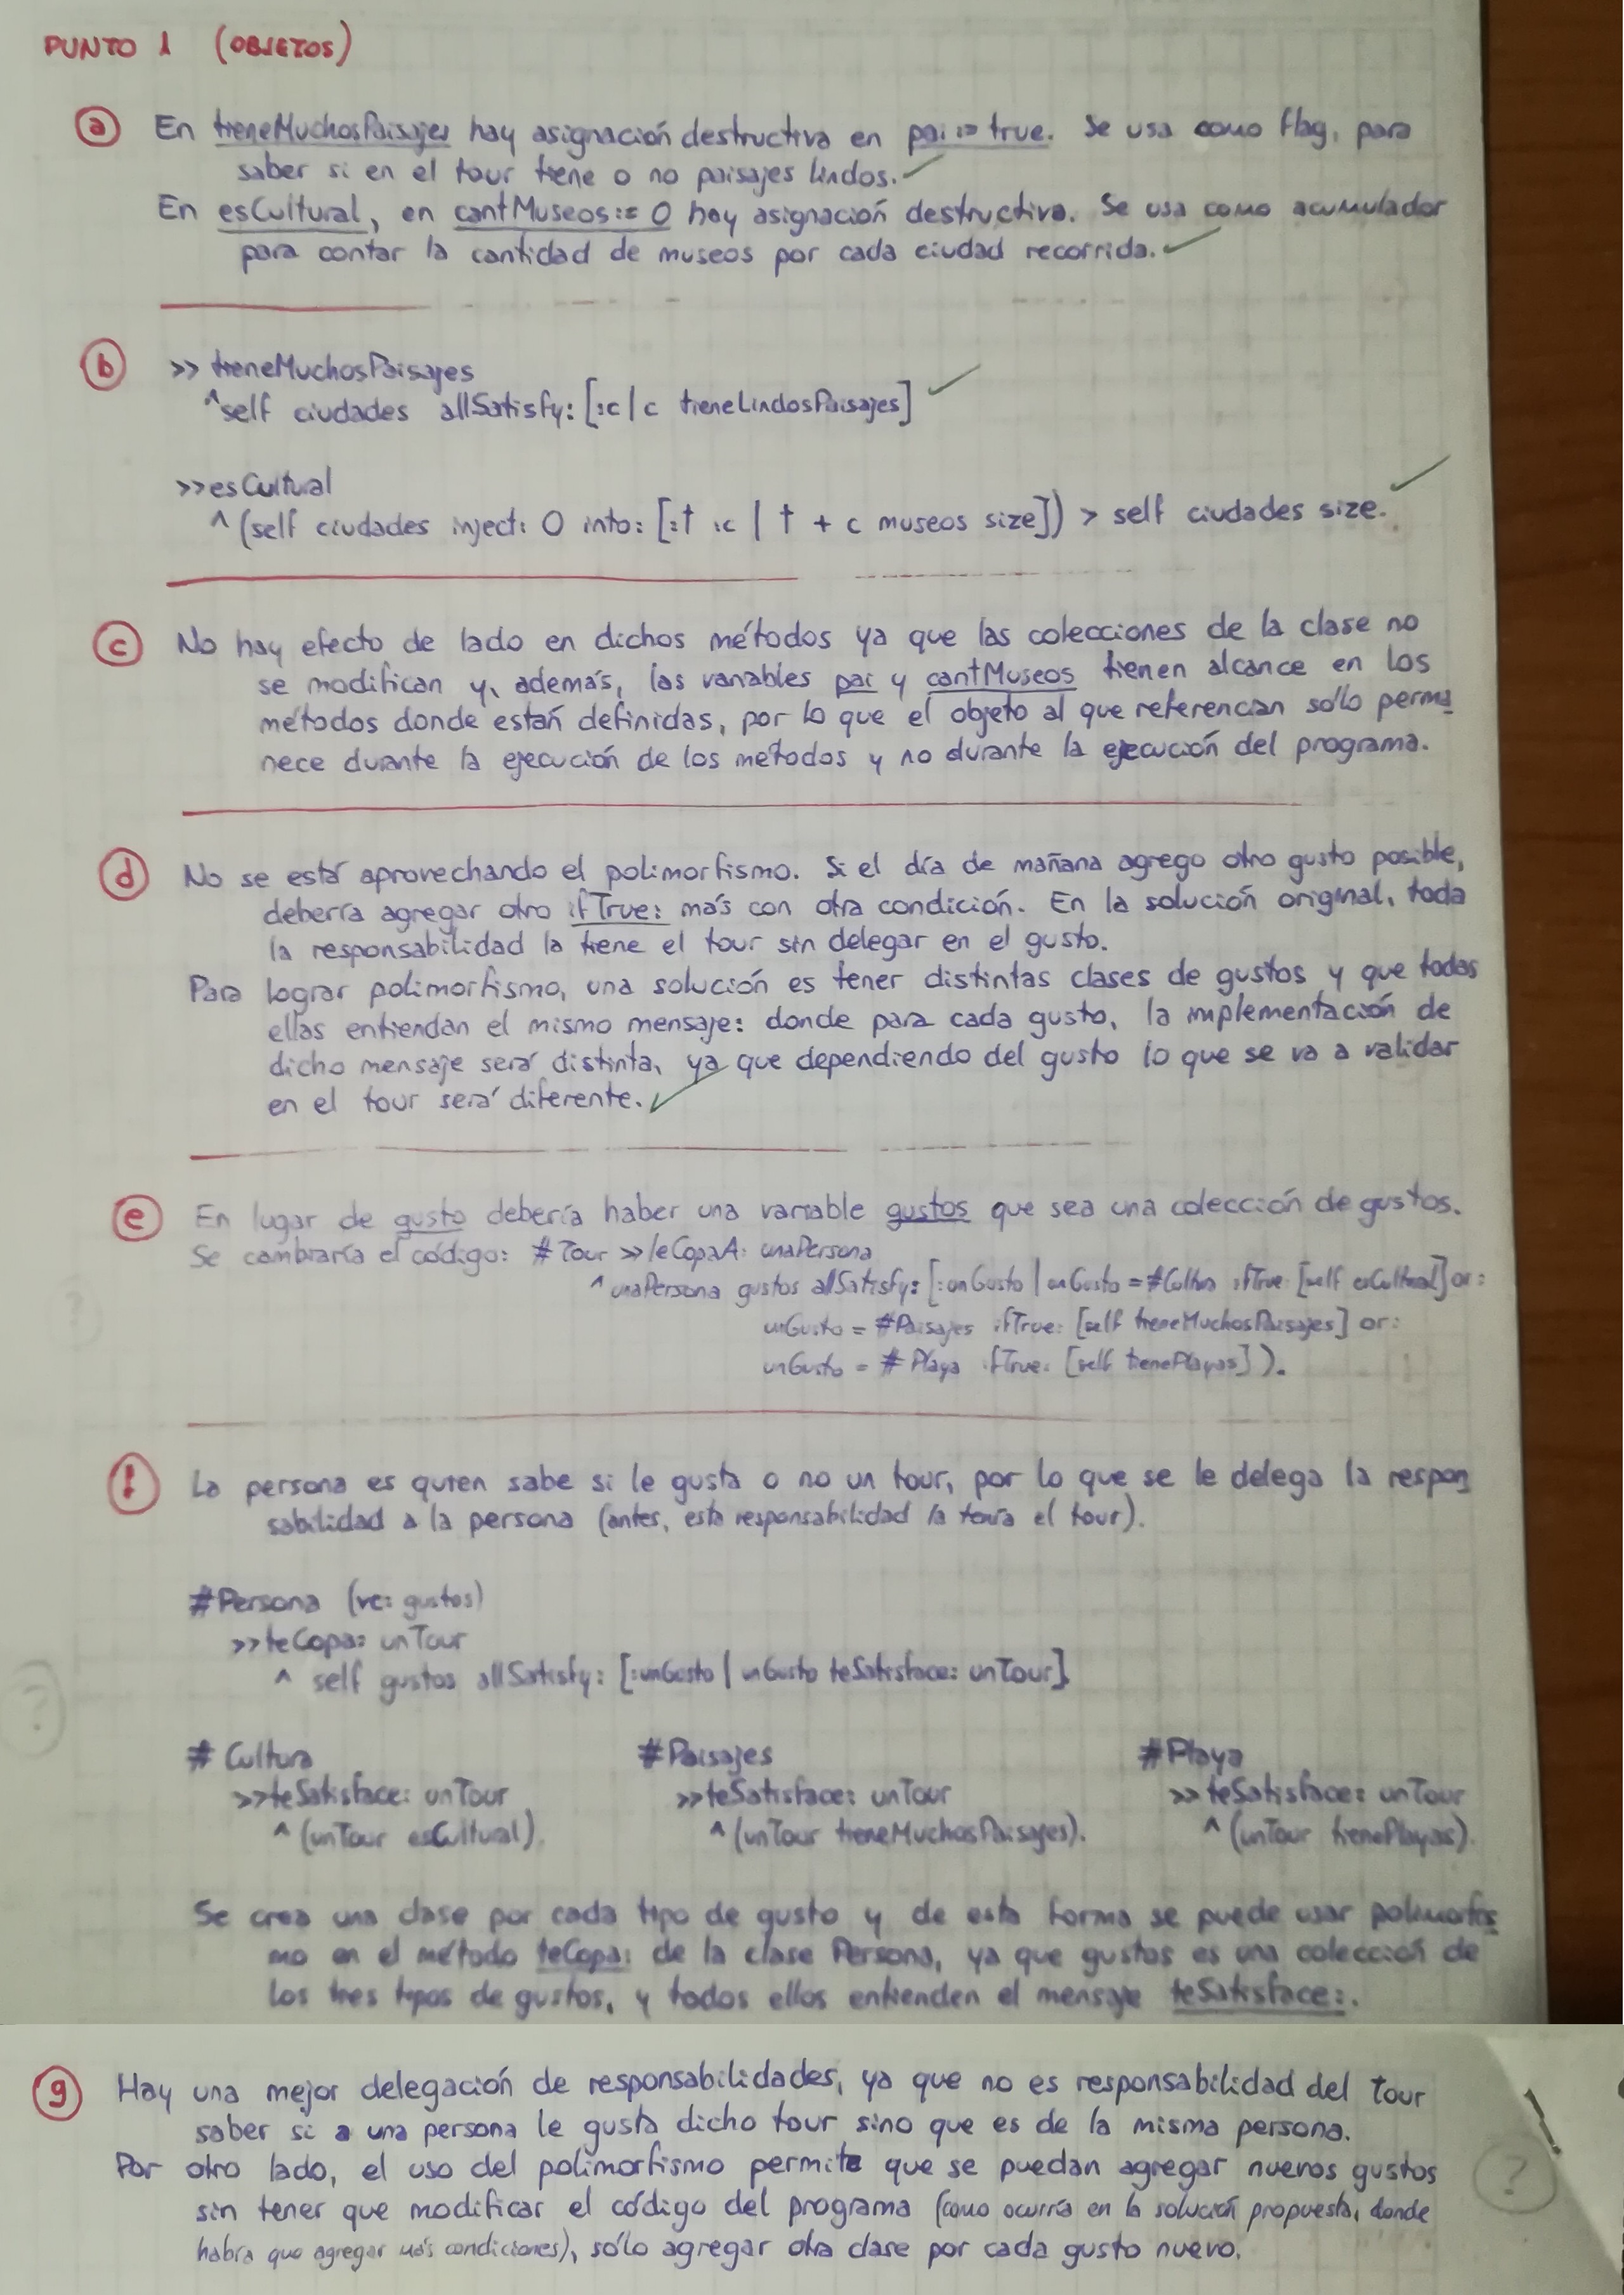 PUNTO 1 (OBJETOS)
a En tieneMuchosPaisajes hay asignación destructiva en pai := true. Se usa como flag, para
saber si en el tour tiene o no paisajes lindos.
En esCultural, en cantMuseos := 0 hay asignación destructiva. Se usa como acumulador
para contar la cantidad de museos por cada ciudad recorrida.
b >> tieneMuchosPaisajes
^self ciudades allSatisfy: [:c | c tieneLindosPaisajes]
>> esCultural
^ (self ciudades inject: 0 into: [:t :c | t + c museos size]) > self ciudades size.
c No hay efecto de lado en dichos métodos ya que las colecciones de la clase no
se modifican y, además, las variables pai y cantMuseos tienen alcance en los
métodos donde están definidas, por lo que el objeto al que referencian sólo perma
nece durante la ejecución de los métodos y no durante la ejecución del programa.
d No se está aprovechando el polimorfismo. Si el día de mañana agrego otro gusto posible,
debería agregar otro ifTrue: más con otra condición. En la solución original, toda
la responsabilidad la tiene el tour sin delegar en el gusto.
Para lograr polimorfismo, una solución es tener distintas clases de gustos y que todas
ellas entiendan el mismo mensaje: donde para cada gusto, la implementación de
dicho mensaje será distinta, ya que dependiendo del gusto lo que se va a validar
en el tour será diferente.
e En lugar de gusto debería haber una variable gustos que sea una colección de gustos.
Se cambiaría el código: #Tour >> leCopaA: unaPersona
^ unaPersona gustos allSatisfy: [:unGusto | unGusto = #Cultura ifTrue: [self esCultural] or:
unGusto = #Paisajes ifTrue: [self tieneMuchosPaisajes] or:
unGusto = #Playa ifTrue: [self tienePlayas]).
f La persona es quien sabe si le gusta o no un tour, por lo que se le delega la respon
sabilidad a la persona (antes, esta responsabilidad la tenía el tour).
#Persona (vi: gustos)
>> teCopa: unTour
^ self gustos allSatisfy: [:unGusto | unGusto teSatisface: unTour]
# Cultura #Paisajes #Playa
>>teSatisface: unTour >>teSatisface: unTour >> teSatisface: unTour
^ (unTour esCultural). ^ (unTour tieneMuchosPaisajes). ^ (unTour tienePlayas).
Se crea una clase por cada tipo de gusto y de esta forma se puede usar polimorfis
mo en el método teCopa: de la clase Persona, ya que gustos es una colección de
los tres tipos de gustos, y todos ellos entienden el mensaje teSatisface:.
g Hay una mejor delegación de responsabilidades, ya que no es responsabilidad del tour
saber si a una persona le gusta dicho tour sino que es de la misma persona.
Por otro lado, el uso del polimorfismo permite que se puedan agregar nuevos gustos
sin tener que modificar el código del programa (como ocurría en la solución propuesta, donde
habra que agregar más condiciones), sólo agregar otra clase por cada gusto nuevo.
?